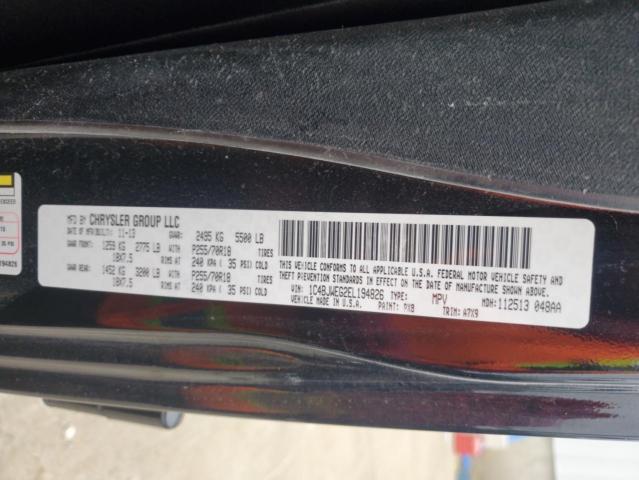 MFD BY CHRYSLER GROUP LLC
DATE OF MFR/BUILT: 11-13 GVWR: 2495 KG 5500 LB
GAWR FRONT: 1259 KG 2775 LB WITH P255/70R18 TIRES
18X7.5 RIMS AT 240 KPA ( 35 PSI) COLD
GAWR REAR: 1452 KG 3200 LB WITH P255/70R18 TIRES
18X7.5 RIMS AT 240 KPA ( 35 PSI) COLD
THIS VEHICLE CONFORMS TO ALL APPLICABLE U.S.A. FEDERAL MOTOR VEHICLE SAFETY AND
THEFT PREVENTION STANDARDS IN EFFECT ON THE DATE OF MANUFACTURE SHOWN ABOVE.
VIN: 1C4BJWEG2EL194826 TYPE: MPV MDH: 112513 048AA
MADE IN U.S.A. PAINT: PX8 TRIM: A7X9
194826